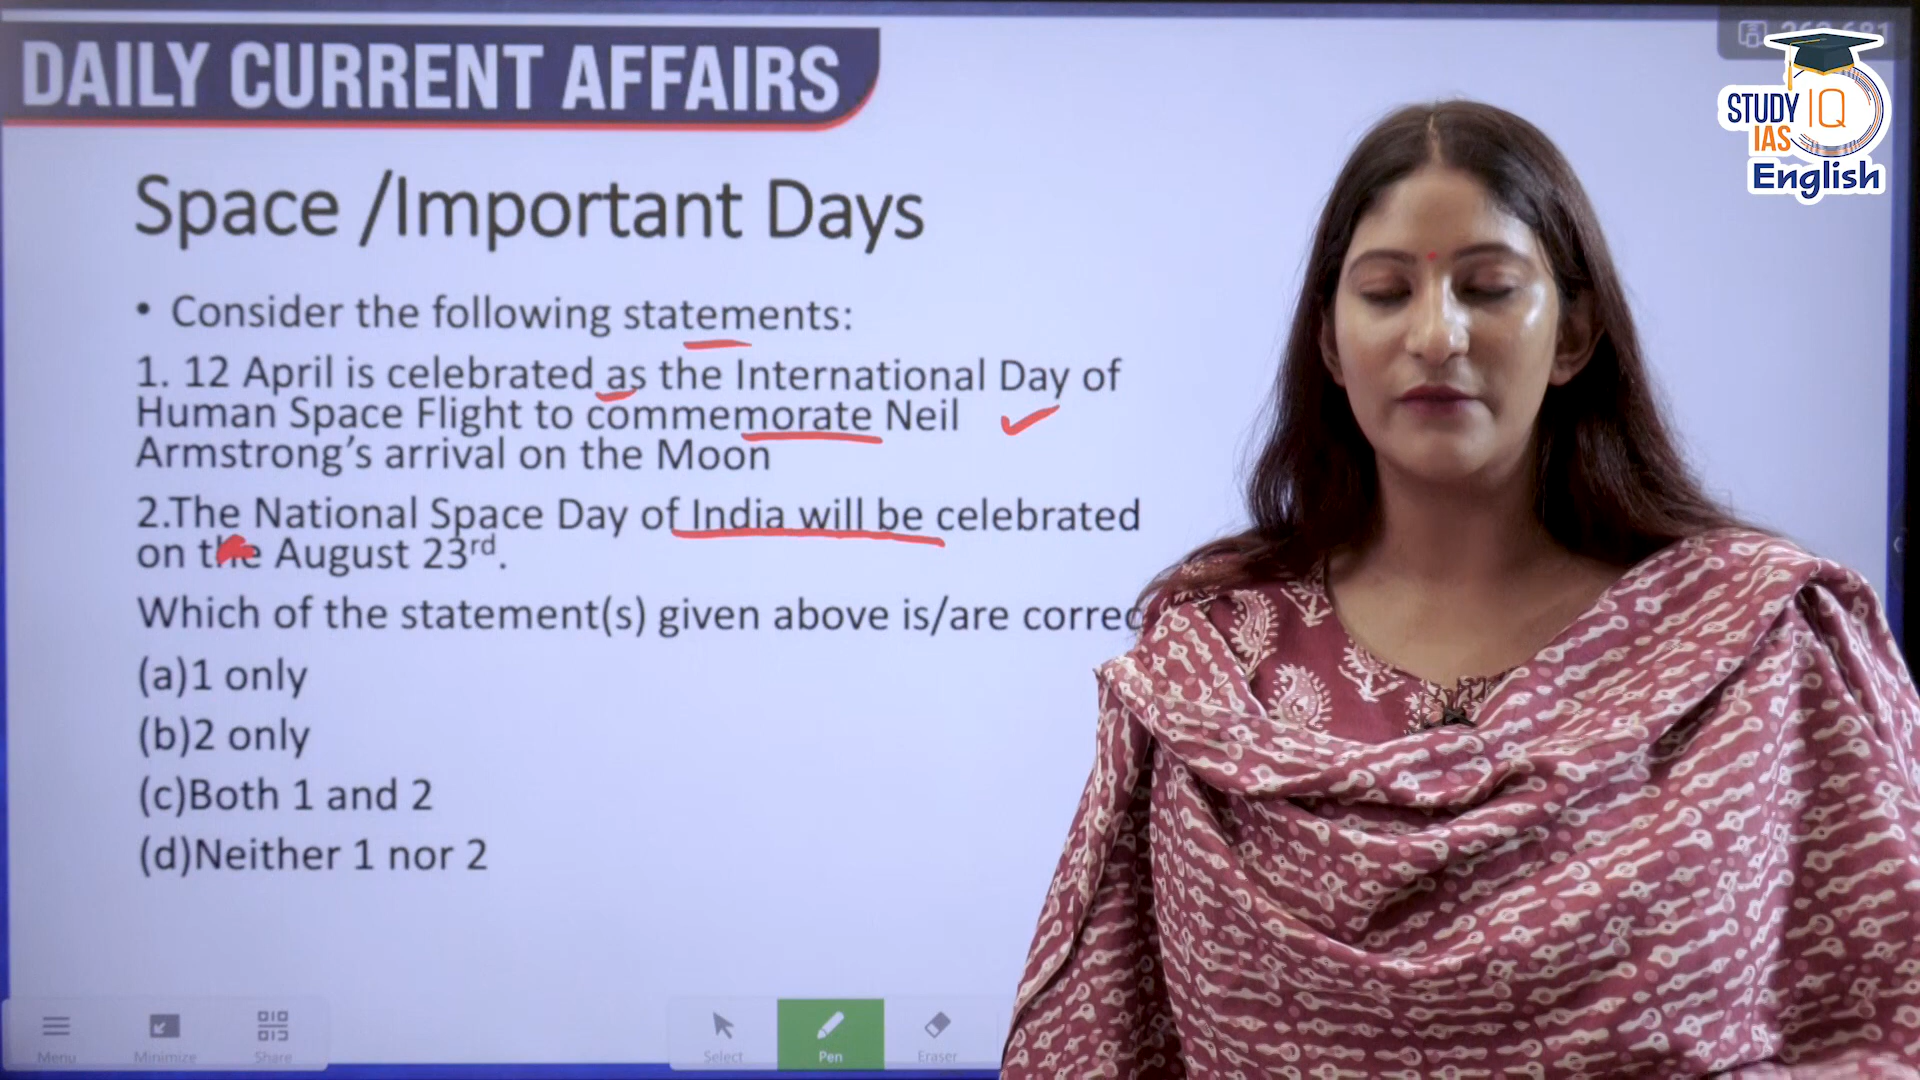 DAILY CURRENT AFFAIRS
STUDY IQ
IAS
English
Space /Important Days
• Consider the following statements:
1. 12 April is celebrated as the International Day of
Human Space Flight to commemorate Neil
Armstrong's arrival on the Moon
2.The National Space Day of India will be celebrated
on the August 23rd.
Which of the statement(s) given above is/are correc
(a)1 only
(b)2 only
(c)Both 1 and 2
(d)Neither 1 nor 2
Menu
Minimize
Share
Select
Pen
Eraser